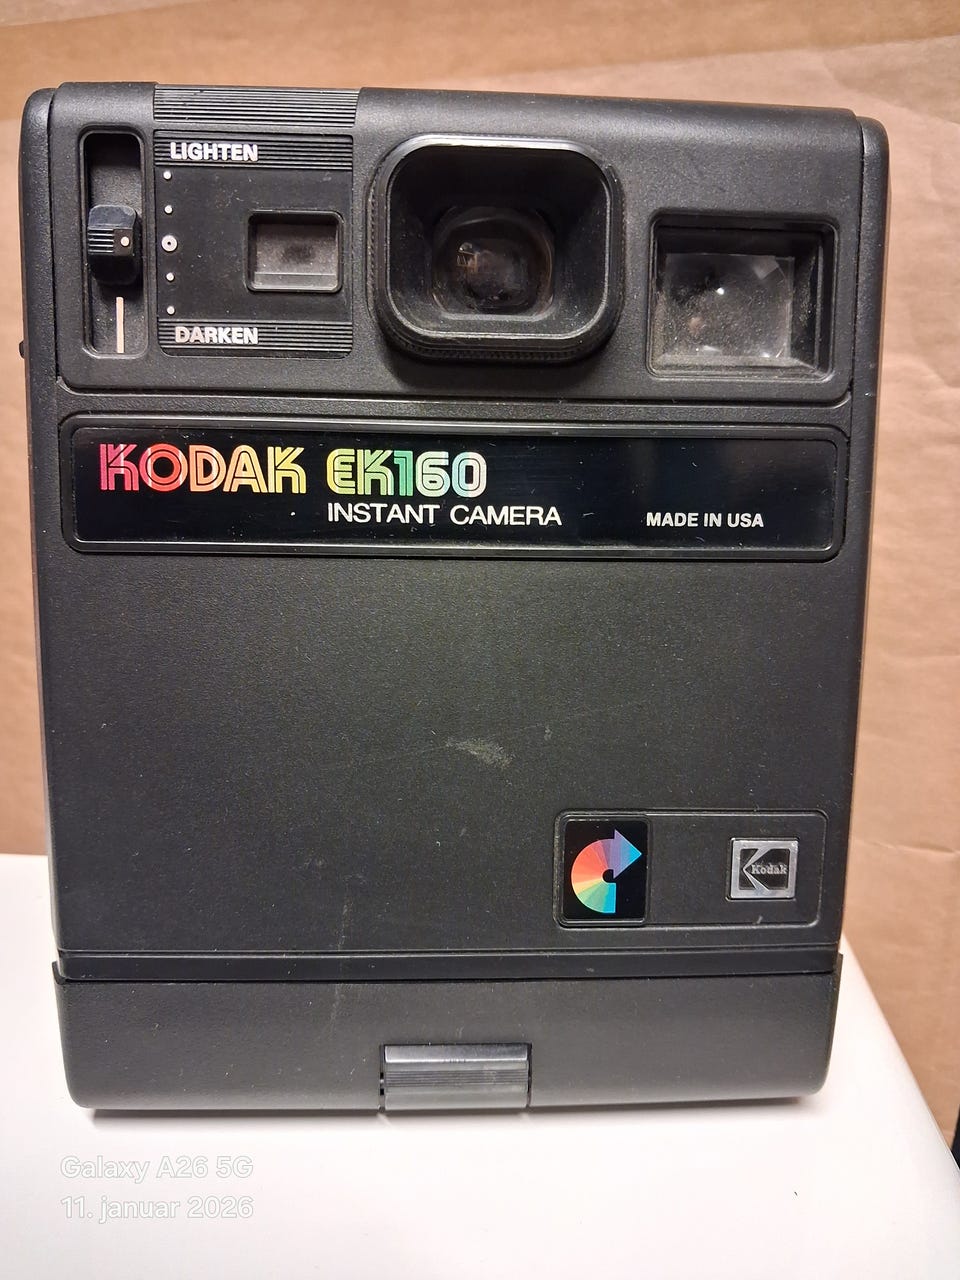 LIGHTEN
DARKEN
KODAK EK160
INSTANT CAMERA
MADE IN USA
Kodak
Galaxy A26 5G
11. januar 2026